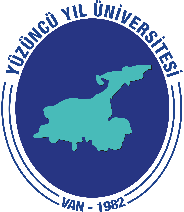 YÜZÜNCÜ YIL ÜNİVERSİTESİ
VAN - 1982